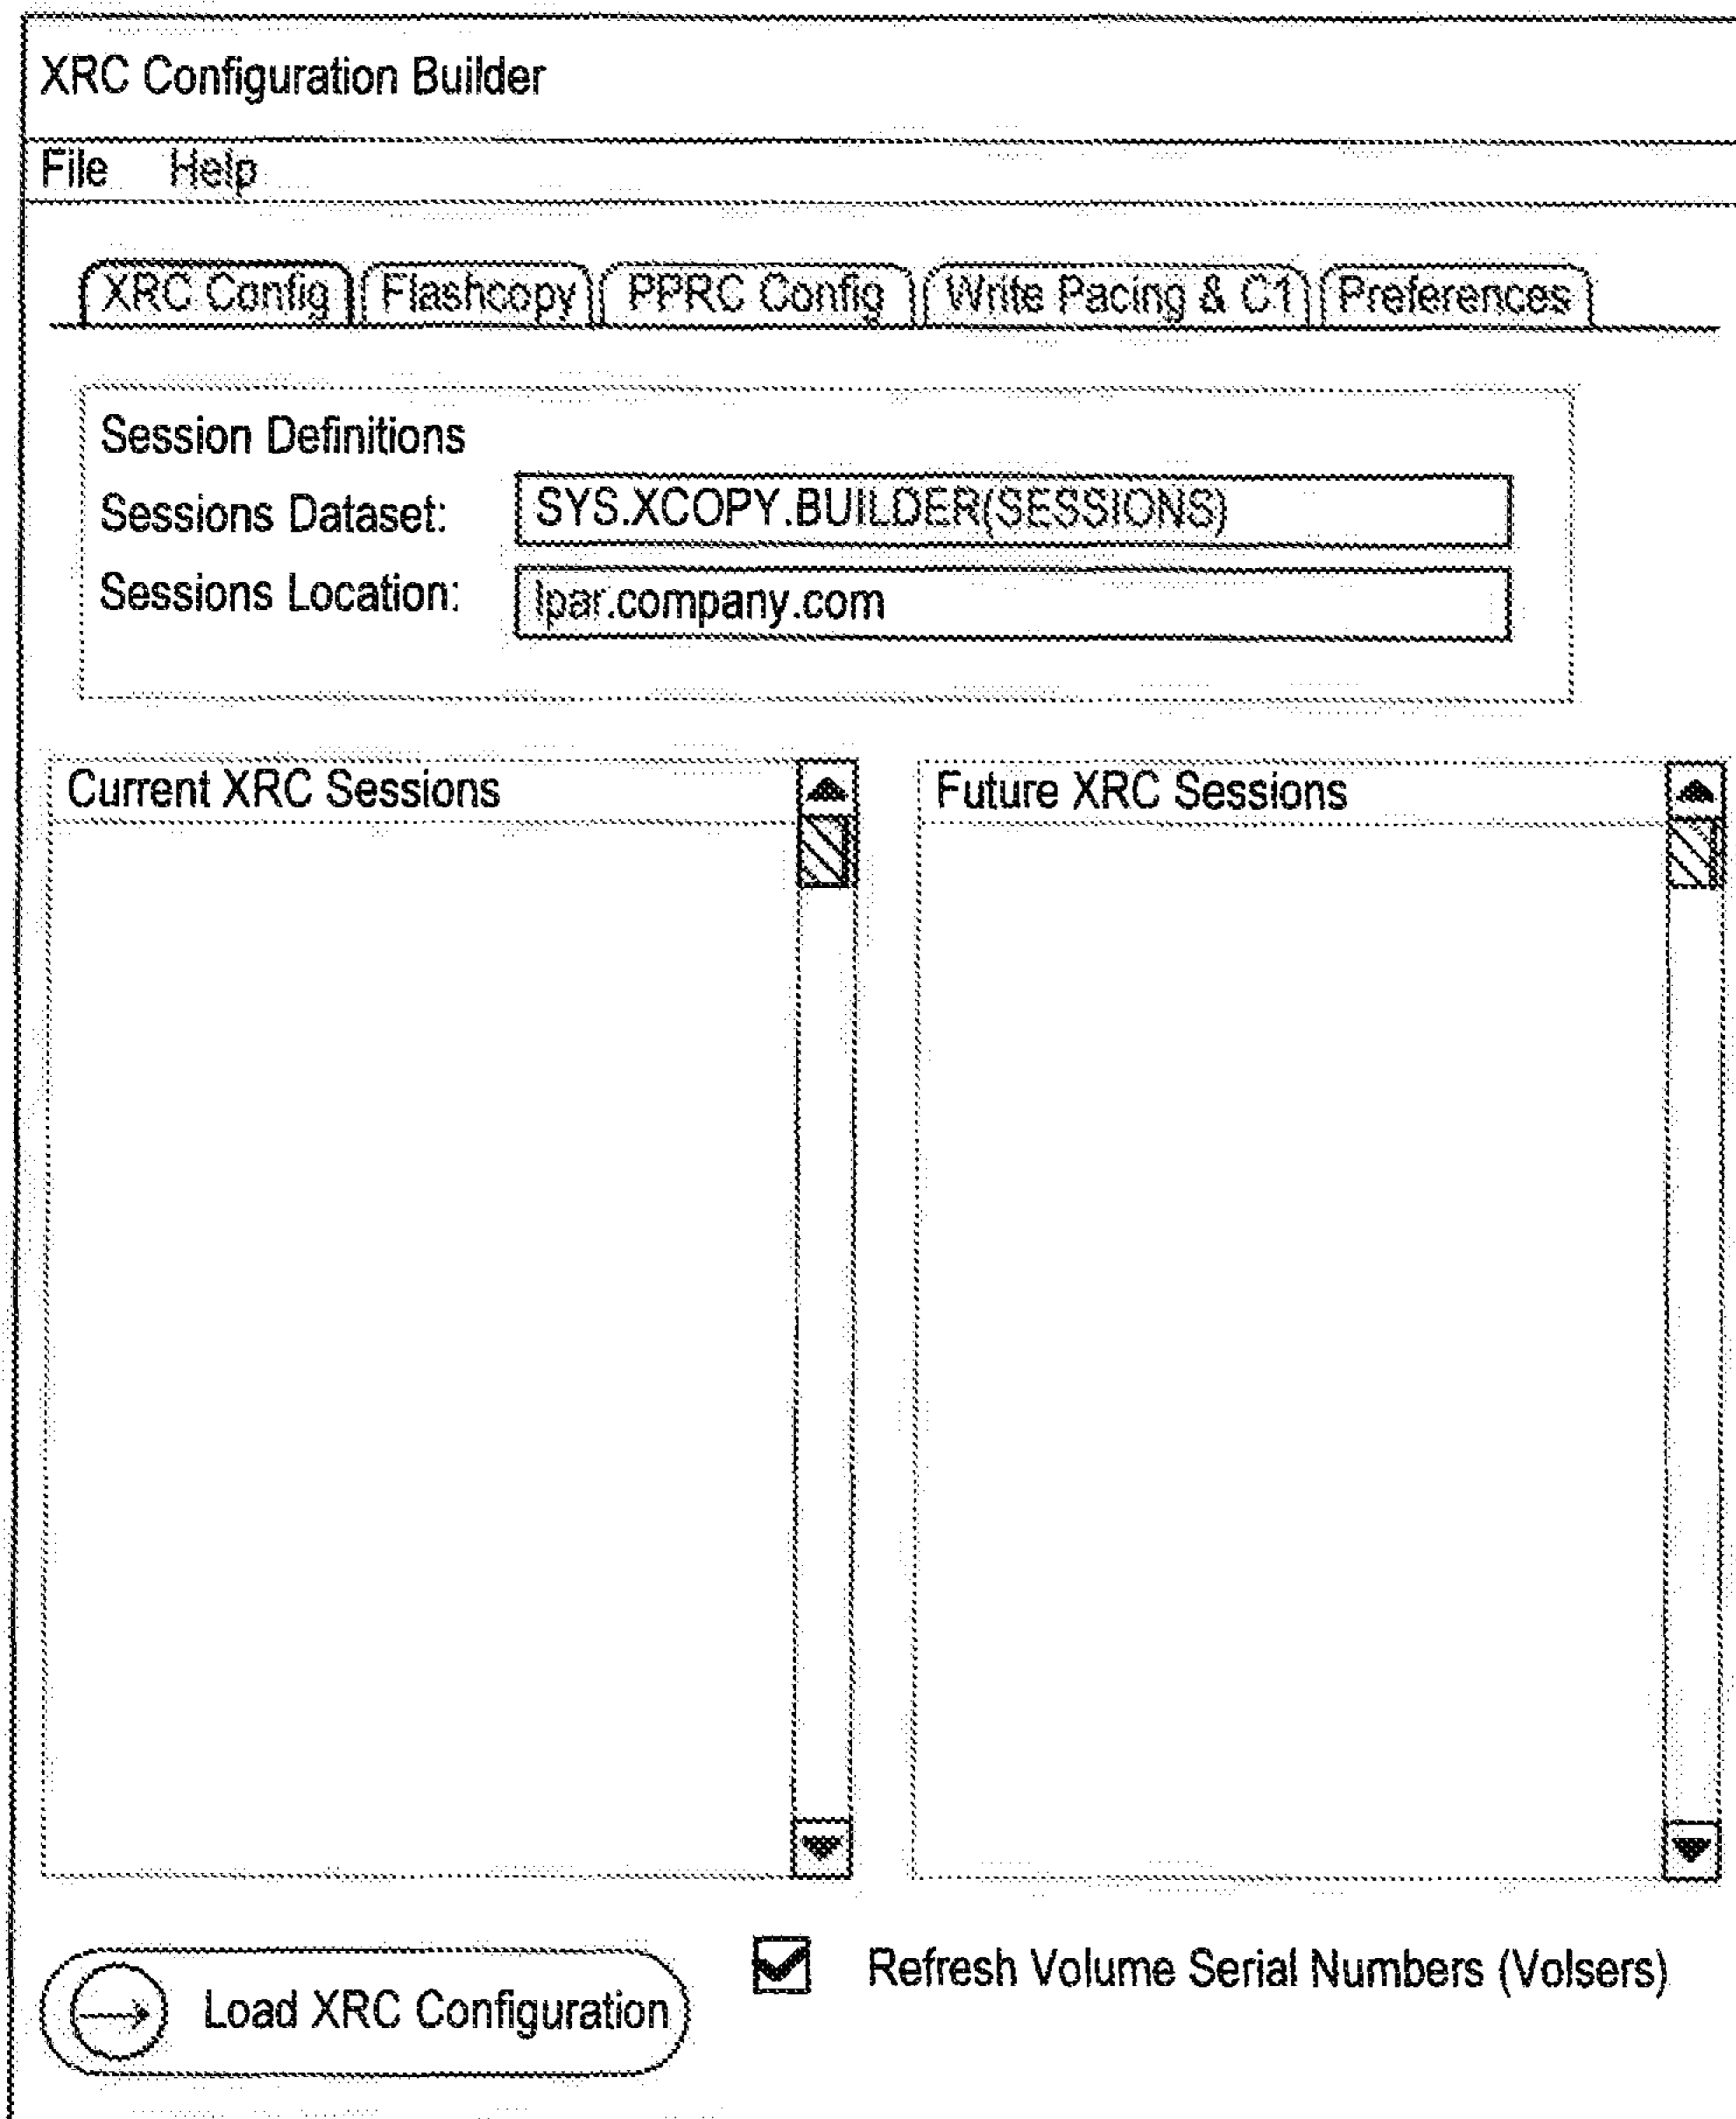 XRC Configuration Builder
File Help
XRC Config Flashcopy PPRC Config Write Pacing & C1 Preferences
Session Definitions
Sessions Dataset: SYS.XCOPY.BUILDER(SESSIONS)
Sessions Location: lpar.company.com
Current XRC Sessions Future XRC Sessions
Load XRC Configuration Refresh Volume Serial Numbers (Volsers)